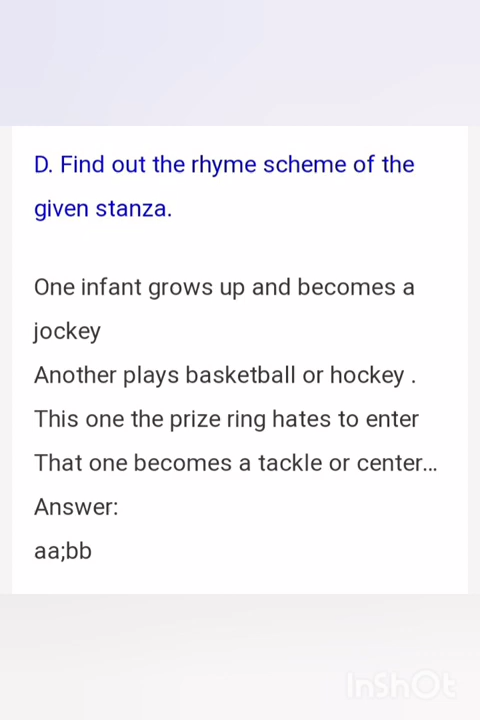 D. Find out the rhyme scheme of the
given stanza.
One infant grows up and becomes a
jockey
Another plays basketball or hockey .
This one the prize ring hates to enter
That one becomes a tackle or center...
Answer:
aa;bb
InShOt